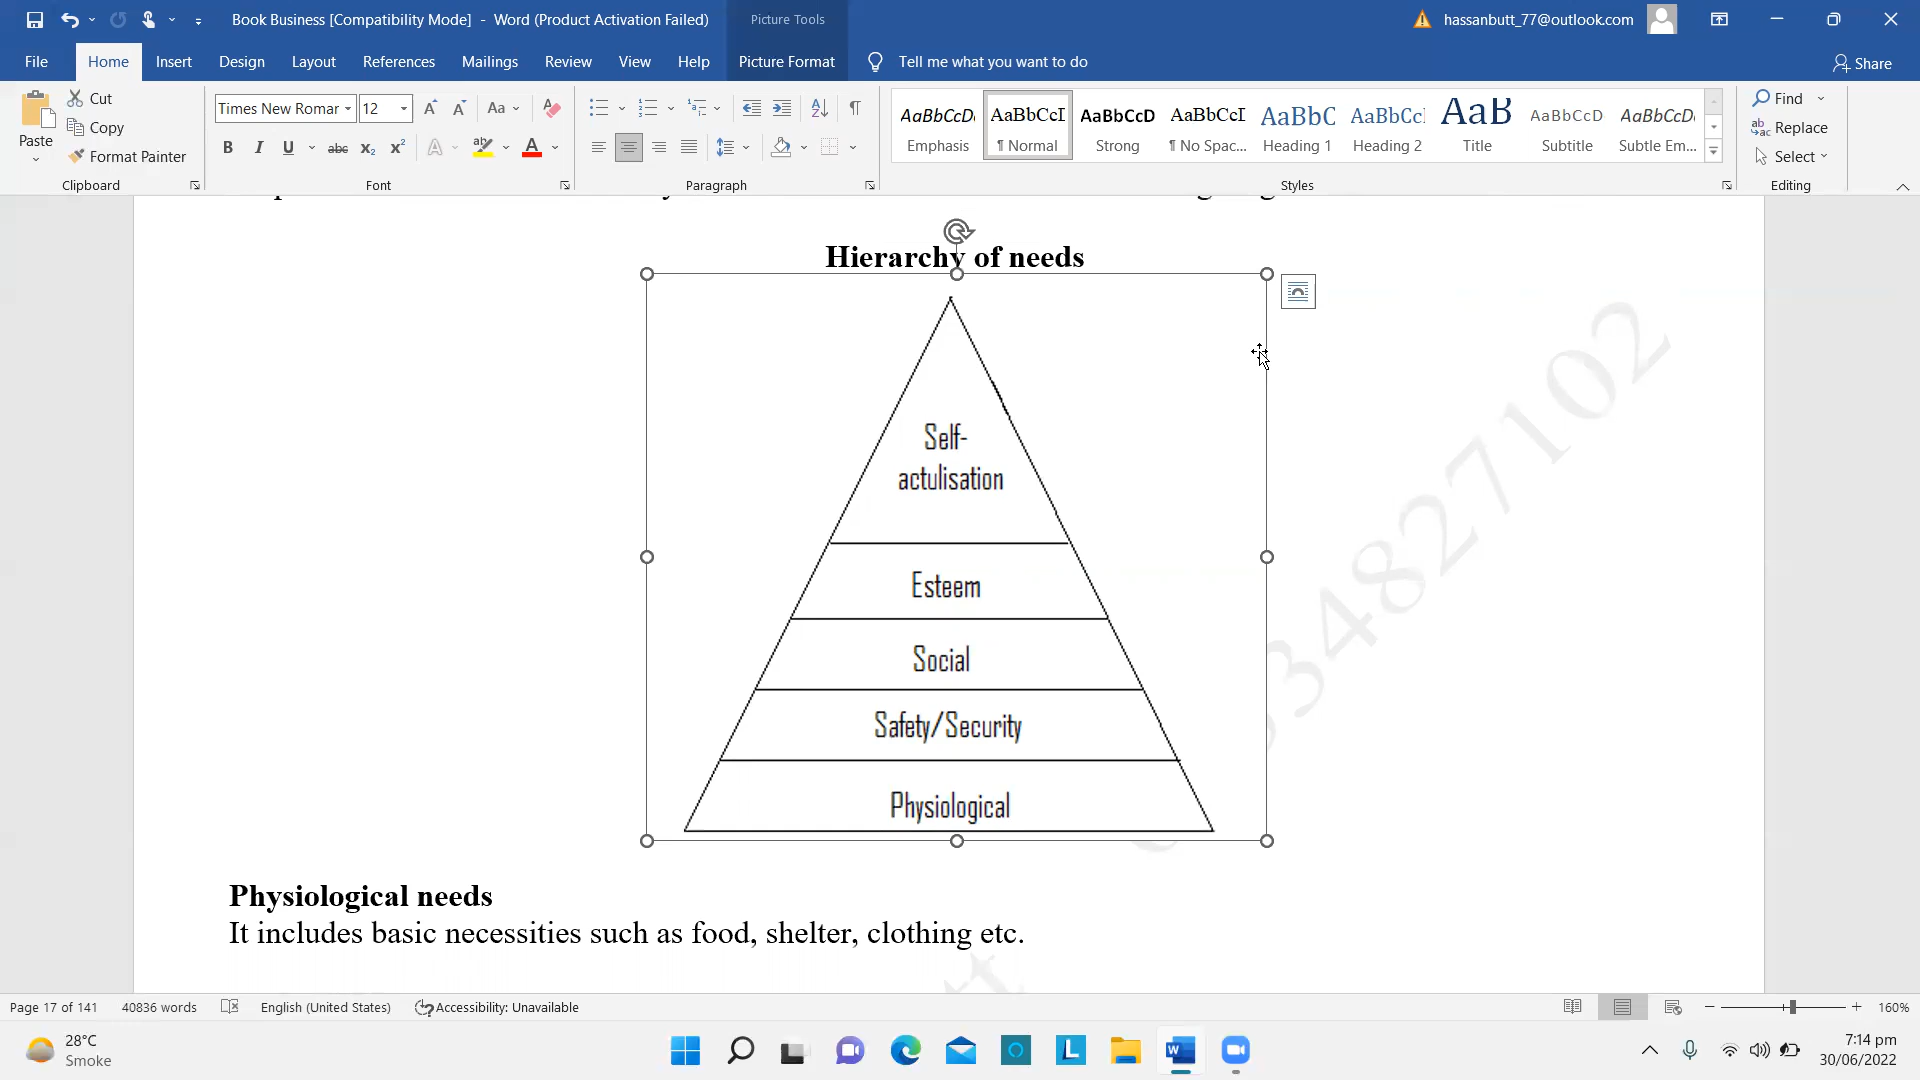 Book Business [Compatibility Mode] - Word (Product Activation Failed)
Picture Tools
hassanbutt_77@outlook.com
File
Home
Insert
Design
Layout
References
Mailings
Review
View
Help
Picture Format
Tell me what you want to do
Share
Paste
Cut
Copy
Format Painter
Clipboard
Times New Roman
12
Font
Paragraph
AaBbCcD
Emphasis
AaBbCcI
¶ Normal
AaBbCcD
Strong
AaBbCcI
¶ No Spac...
AaBbC
Heading 1
AaBbCcI
Heading 2
AaB
Title
AaBbCcD
Subtitle
AaBbCcD
Subtle Em...
Styles
Find
Replace
Select
Editing
Hierarchy of needs
Self-
actulisation
Esteem
Social
Safety/Security
Physiological
Physiological needs
It includes basic necessities such as food, shelter, clothing etc.
34827102
Page 17 of 141
40836 words
English (United States)
Accessibility: Unavailable
160%
28°C
Smoke
7:14 pm
30/06/2022